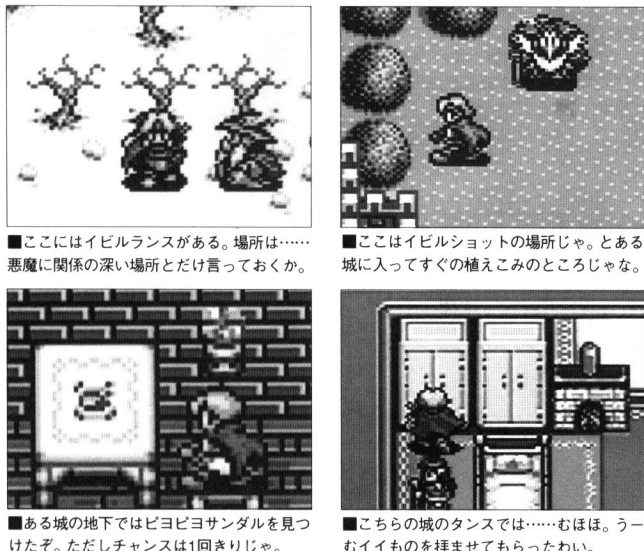 ■ここにはイビルランスがある。場所は……
悪魔に関係の深い場所とだけ言っておくか。
■ここはイビルショットの場所じゃ。とある
城に入ってすぐの植えこみのところじゃな。
■ある城の地下ではピヨピヨサンダルを見つ
けたぞ。ただしチャンスは1回きりじゃ。
■こちらの城のタンスでは……むほほ。うー
むイイものを拝ませてもらったわい。